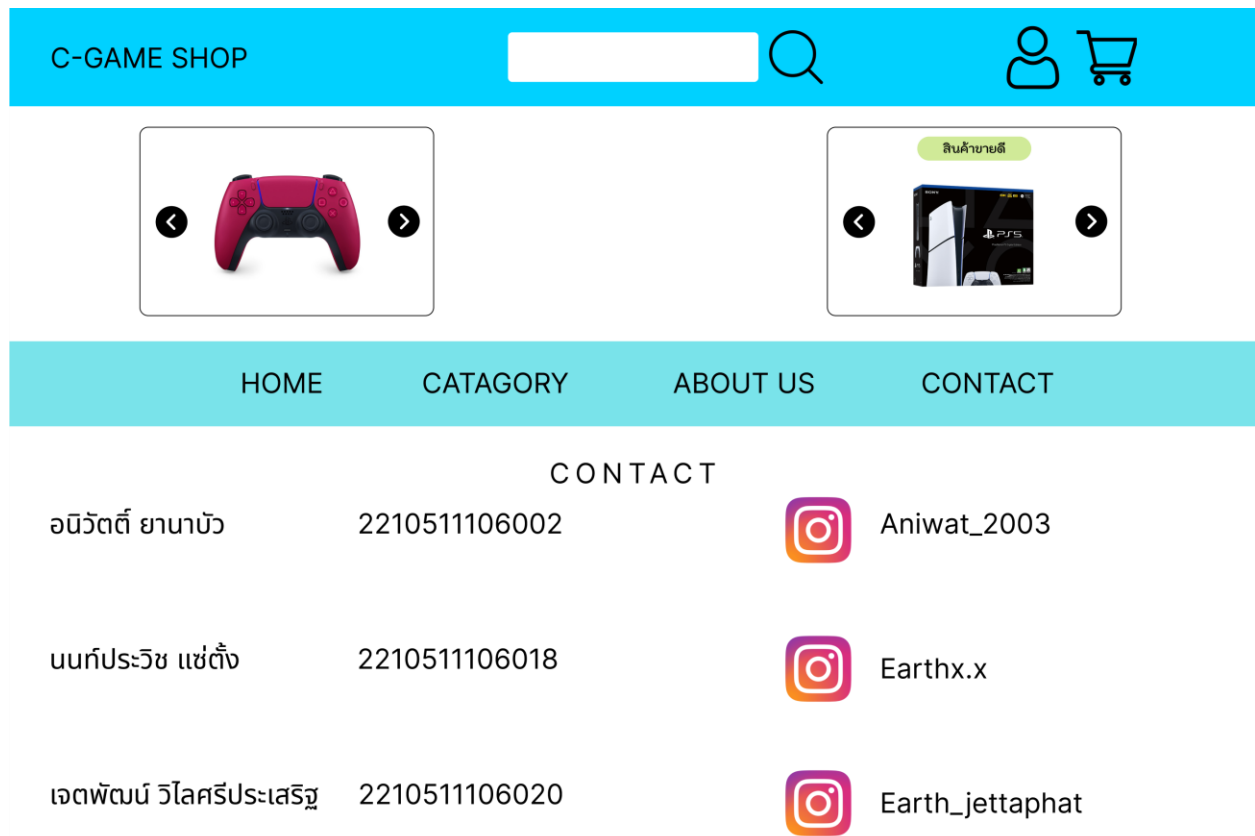 C-GAME SHOP
สินค้าขายดี
SONY
PS5
HOME CATAGORY ABOUT US CONTACT
CONTACT
อนิวัตติ์ ยานาบัว 2210511106002 Aniwat_2003
นนท์ประวิช แซ่ตั้ง 2210511106018 Earthx.x
เจตพัฒน์ วิไลศรีประเสริฐ 2210511106020 Earth_jettaphat